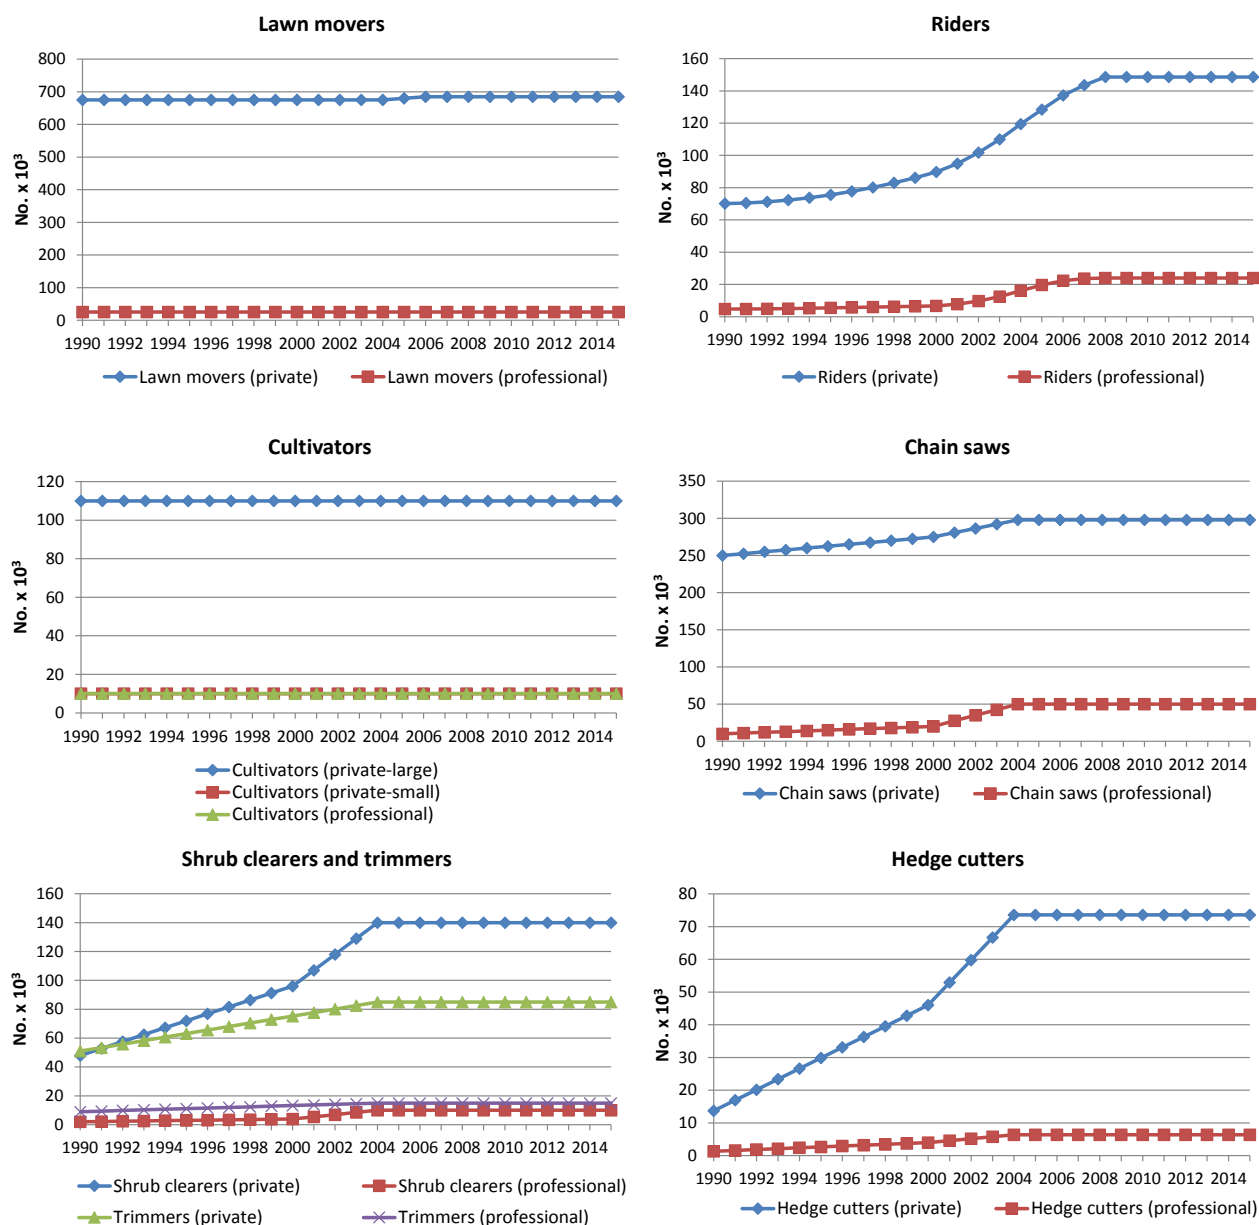 Lawn movers
No. x 10³
800
700
600
500
400
300
200
100
0
1990 1992 1994 1996 1998 2000 2002 2004 2006 2008 2010 2012 2014
Lawn movers (private) Lawn movers (professional)
Riders
No. x 10³
160
140
120
100
80
60
40
20
0
1990 1992 1994 1996 1998 2000 2002 2004 2006 2008 2010 2012 2014
Riders (private) Riders (professional)
Cultivators
No. x 10³
120
100
80
60
40
20
0
1990 1992 1994 1996 1998 2000 2002 2004 2006 2008 2010 2012 2014
Cultivators (private-large)
Cultivators (private-small)
Cultivators (professional)
Chain saws
No. x 10³
350
300
250
200
150
100
50
0
1990 1992 1994 1996 1998 2000 2002 2004 2006 2008 2010 2012 2014
Chain saws (private) Chain saws (professional)
Shrub clearers and trimmers
No. x 10³
160
140
120
100
80
60
40
20
0
1990 1992 1994 1996 1998 2000 2002 2004 2006 2008 2010 2012 2014
Shrub clearers (private) Shrub clearers (professional)
Trimmers (private) Trimmers (professional)
Hedge cutters
No. x 10³
80
70
60
50
40
30
20
10
0
1990 1992 1994 1996 1998 2000 2002 2004 2006 2008 2010 2012 2014
Hedge cutters (private) Hedge cutters (professional)